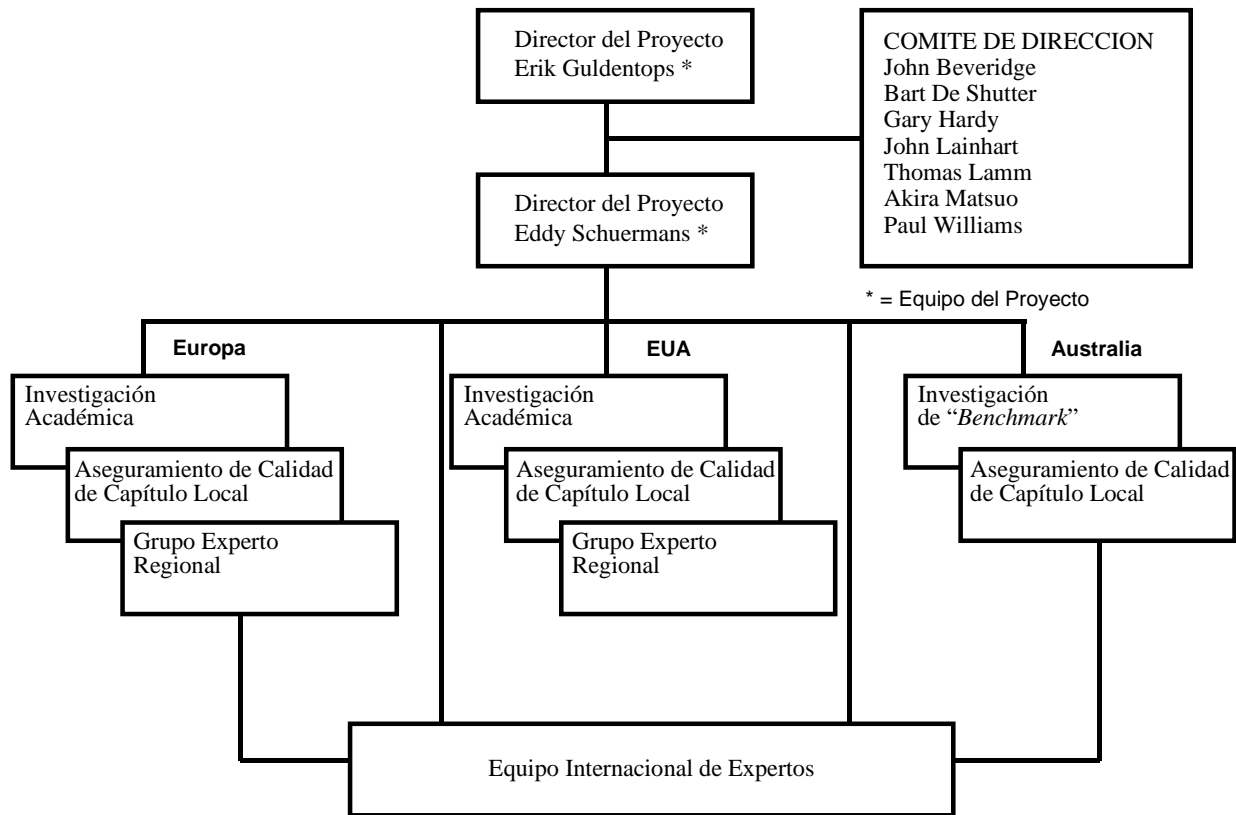 Director del Proyecto
Erik Guldentops *
COMITE DE DIRECCION
John Beveridge
Bart De Shutter
Gary Hardy
John Lainhart
Thomas Lamm
Akira Matsuo
Paul Williams
Director del Proyecto
Eddy Schuermans *
* = Equipo del Proyecto
Europa
EUA
Australia
Investigación
Académica
Aseguramiento de Calidad
de Capítulo Local
Grupo Experto
Regional
Investigación
Académica
Aseguramiento de Calidad
de Capítulo Local
Grupo Experto
Regional
Investigación
de “Benchmark”
Aseguramiento de Calidad
de Capítulo Local
Equipo Internacional de Expertos